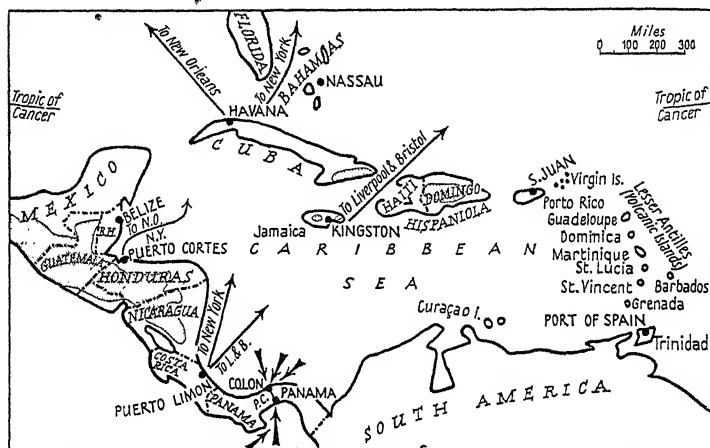 Miles
0 100 300
FLORIDA
To New Orleans
To New York
BAHAMAS
NASSAU
Tropic of
Cancer
Tropic of
Cancer
HAVANA
CUBA
To Liverpool & Bristol
MEXICO
S. JUAN
Virgin Is.
Lesser Antilles
(Volcanic Islands)
HAITI
DOMINGO
HISPANIOLA
Porto Rico
BELIZE
B.H.
To N.O.
N.Y.
Jamaica
KINGSTON
Guadeloupe
Dominica
Martinique
St. Lucia
St. Vincent
Barbados
Grenada
GUATEMALA
PUERTO CORTES
CARIBBEAN
SEA
HONDURAS
NICARAGUA
To New York
To L. & B.
Curaçao I.
PORT OF SPAIN
Trinidad
COSTA
RICA
PUERTO LIMON
COLON
P.C.
PANAMA
PANAMA
SOUTH AMERICA